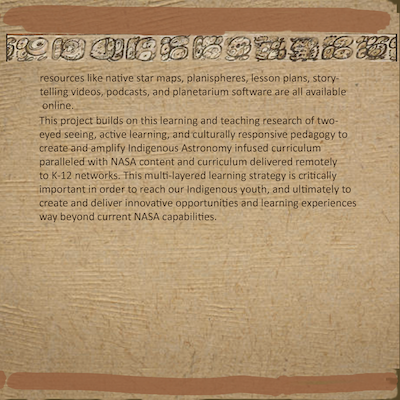 resources like native star maps, planispheres, lesson plans, story-
telling videos, podcasts, and planetarium software are all available
online.
This project builds on this learning and teaching research of two-
eyed seeing, active learning, and culturally responsive pedagogy to
create and amplify Indigenous Astronomy infused curriculum
paralleled with NASA content and curriculum delivered remotely
to K-12 networks. This multi-layered learning strategy is critically
important in order to reach our Indigenous youth, and ultimately to
create and deliver innovative opportunities and learning experiences
way beyond current NASA capabilities.